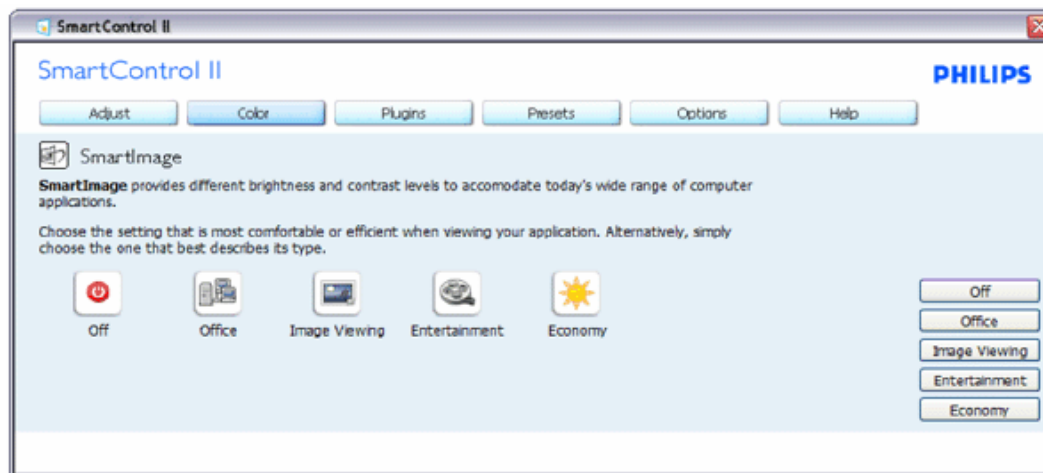 SmartControl II
SmartControl II
PHILIPS
Adjust
Color
Plugins
Presets
Options
Help
SmartImage
SmartImage provides different brightness and contrast levels to accomodate today's wide range of computer
applications.
Choose the setting that is most comfortable or efficient when viewing your application. Alternatively, simply
choose the one that best describes its type.
Off
Office
Image Viewing
Entertainment
Economy
Off
Office
Image Viewing
Entertainment
Economy